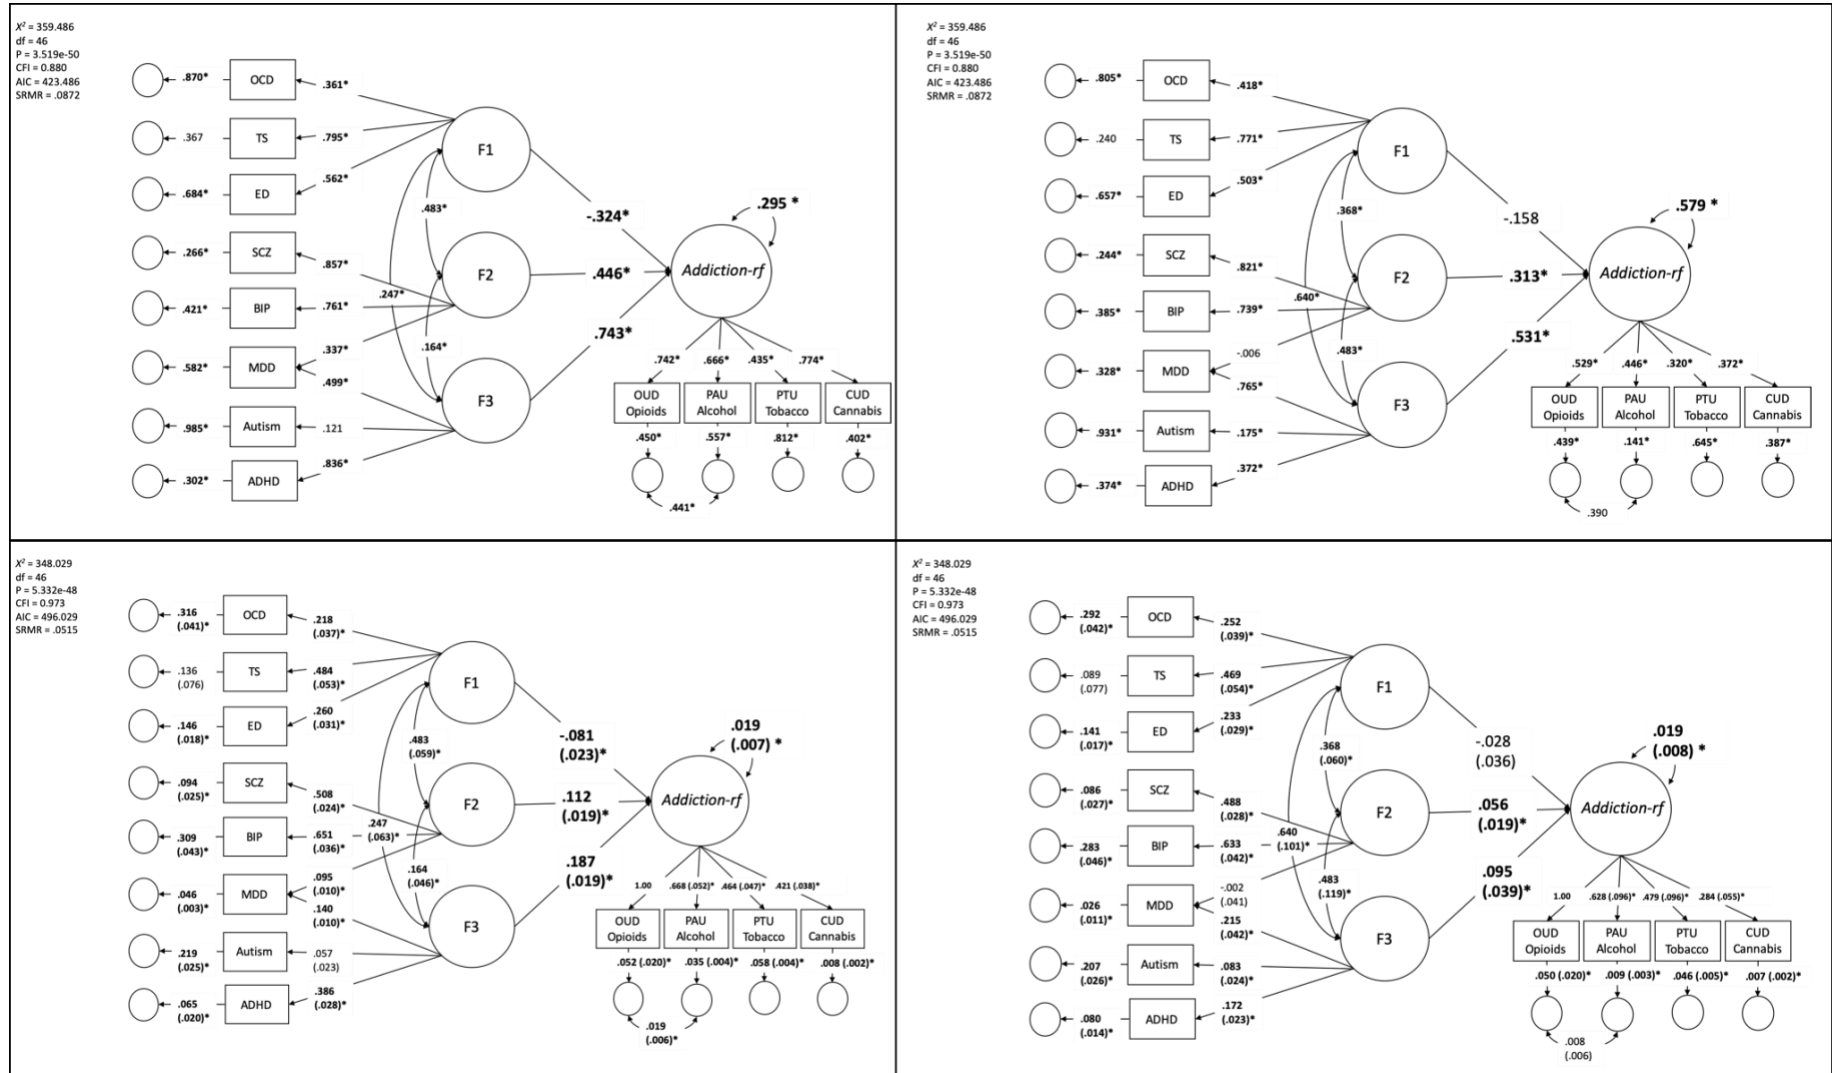 X² = 359.486
df = 46
P = 3.519e-50
CFI = 0.880
AIC = 423.486
SRMR = .0872
.870*
OCD
.361*
.367
TS
.795*
.684*
ED
.562*
.266*
SCZ
.857*
.421*
BIP
.761*
.582*
MDD
.337*
.499*
.985*
Autism
.121
.302*
ADHD
.836*
F1
F2
F3
.483*
.247*
.164*
-.324*
.446*
.743*
.295 *
Addiction-rf
.742*
.666*
.435*
.774*
OUD
Opioids
PAU
Alcohol
PTU
Tobacco
CUD
Cannabis
.450*
.557*
.812*
.402*
.441*
X² = 359.486
df = 46
P = 3.519e-50
CFI = 0.880
AIC = 423.486
SRMR = .0872
.805*
OCD
.418*
.240
TS
.771*
.657*
ED
.503*
.244*
SCZ
.821*
.385*
BIP
.739*
.328*
MDD
-.006
.765*
.931*
Autism
.175*
.374*
ADHD
.372*
F1
F2
F3
.368*
.640*
.483*
-.158
.313*
.531*
.579 *
Addiction-rf
.529*
.446*
.320*
.372*
OUD
Opioids
PAU
Alcohol
PTU
Tobacco
CUD
Cannabis
.439*
.141*
.645*
.387*
.390
X² = 348.029
df = 46
P = 5.332e-48
CFI = 0.973
AIC = 496.029
SRMR = .0515
.316
(.041)*
OCD
.218
(.037)*
.136
(.076)
TS
.484
(.053)*
.146
(.018)*
ED
.260
(.031)*
.094
(.025)*
SCZ
.508
(.024)*
.309
(.043)*
BIP
.651
(.036)*
.046
(.003)*
MDD
.095
(.010)*
.140
(.010)*
.219
(.025)*
Autism
.057
(.023)
.065
(.020)*
ADHD
.386
(.028)*
F1
F2
F3
.483
(.059)*
.247
(.063)*
.164
(.046)*
-.081
(.023)*
.112
(.019)*
.187
(.019)*
.019
(.007) *
Addiction-rf
1.00
.668 (.052)*
.464 (.047)*
.421 (.038)*
OUD
Opioids
PAU
Alcohol
PTU
Tobacco
CUD
Cannabis
.052 (.020)*
.035 (.004)*
.058 (.004)*
.008 (.002)*
.019
(.006)*
X² = 348.029
df = 46
P = 5.332e-48
CFI = 0.973
AIC = 496.029
SRMR = .0515
.292
(.042)*
OCD
.252
(.039)*
.089
(.077)
TS
.469
(.054)*
.141
(.017)*
ED
.233
(.029)*
.086
(.027)*
SCZ
.488
(.028)*
.283
(.046)*
BIP
.633
(.042)*
.026
(.011)*
MDD
-.002
(.041)
.215
(.042)*
.207
(.026)*
Autism
.083
(.024)*
.080
(.014)*
ADHD
.172
(.023)*
F1
F2
F3
.368
(.060)*
.640
(.101)*
.483
(.119)*
-.028
(.036)
.056
(.019)*
.095
(.039)*
.019
(.008) *
Addiction-rf
1.00
.628 (.096)*
.479 (.096)*
.284 (.055)*
OUD
Opioids
PAU
Alcohol
PTU
Tobacco
CUD
Cannabis
.050 (.020)*
.009 (.003)*
.046 (.005)*
.007 (.002)*
.008
(.006)